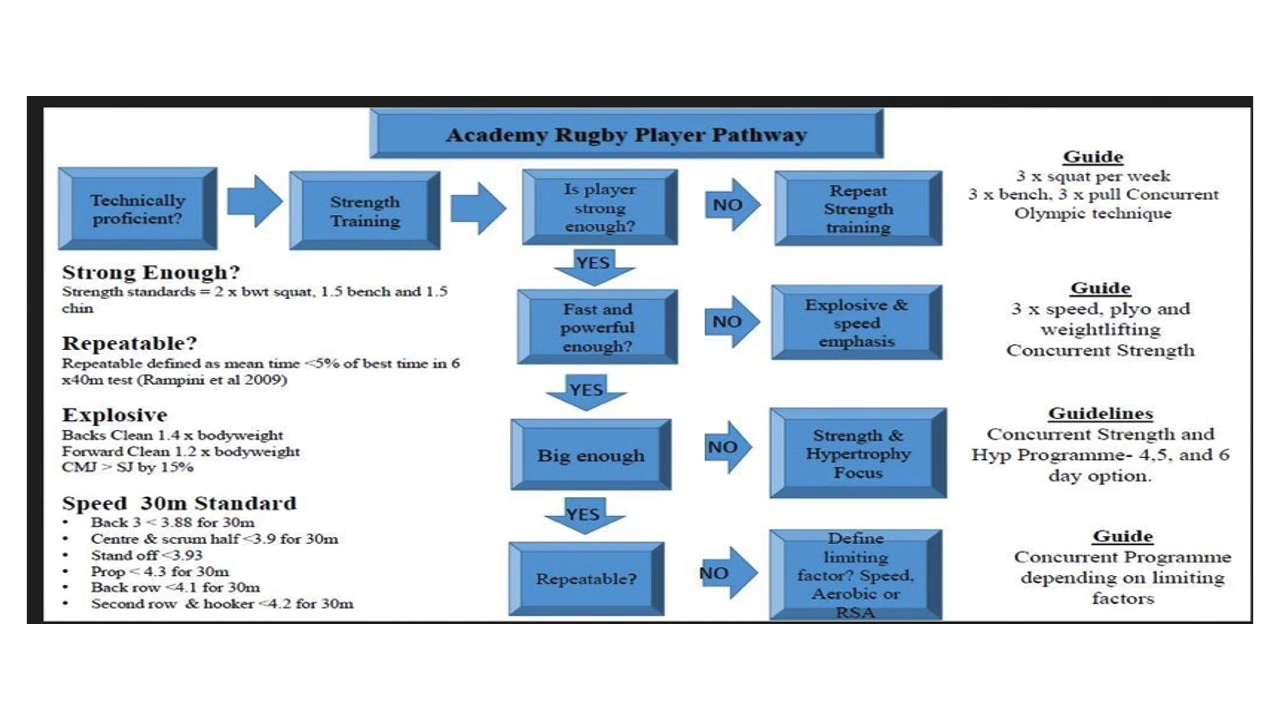 Academy Rugby Player Pathway
Technically
proficient?
Strength
Training
Is player
strong
enough?
NO
Repeat
Strength
training
Guide
3 x squat per week
3 x bench, 3 x pull Concurrent
Olympic technique
YES
Fast and
powerful
enough?
NO
Explosive &
speed
emphasis
Guide
3 x speed, plyo and
weightlifting
Concurrent Strength
YES
Big enough
NO
Strength &
Hypertrophy
Focus
Guidelines
Concurrent Strength and
Hyp Programme- 4,5, and 6
day option.
YES
Repeatable?
NO
Define
limiting
factor? Speed,
Aerobic or
RSA
Guide
Concurrent Programme
depending on limiting
factors
Strong Enough?
Strength standards = 2 x bwt squat, 1.5 bench and 1.5
chin
Repeatable?
Repeatable defined as mean time <5% of best time in 6
x40m test (Rampini et al 2009)
Explosive
Backs Clean 1.4 x bodyweight
Forward Clean 1.2 x bodyweight
CMJ > SJ by 15%
Speed 30m Standard
• Back 3 < 3.88 for 30m
• Centre & scrum half <3.9 for 30m
• Stand off <3.93
• Prop < 4.3 for 30m
• Back row <4.1 for 30m
• Second row & hooker <4.2 for 30m